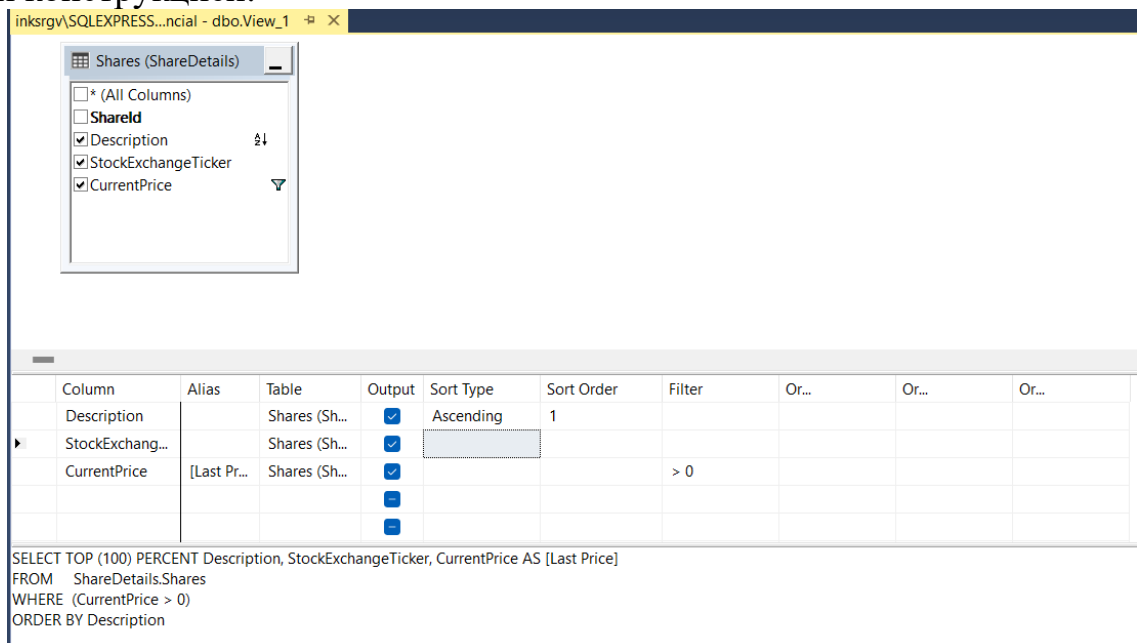 конструкцией.
inksrgv\SQLEXPRESS...ncial - dbo.View_1
Shares (ShareDetails)
* (All Columns)
ShareId
Description
StockExchangeTicker
CurrentPrice
Column Alias Table Output Sort Type Sort Order Filter Or... Or... Or...
Description Shares (Sh... Ascending 1
StockExchang... Shares (Sh...
CurrentPrice [Last Pr... Shares (Sh... > 0
SELECT TOP (100) PERCENT Description, StockExchangeTicker, CurrentPrice AS [Last Price]
FROM ShareDetails.Shares
WHERE (CurrentPrice > 0)
ORDER BY Description